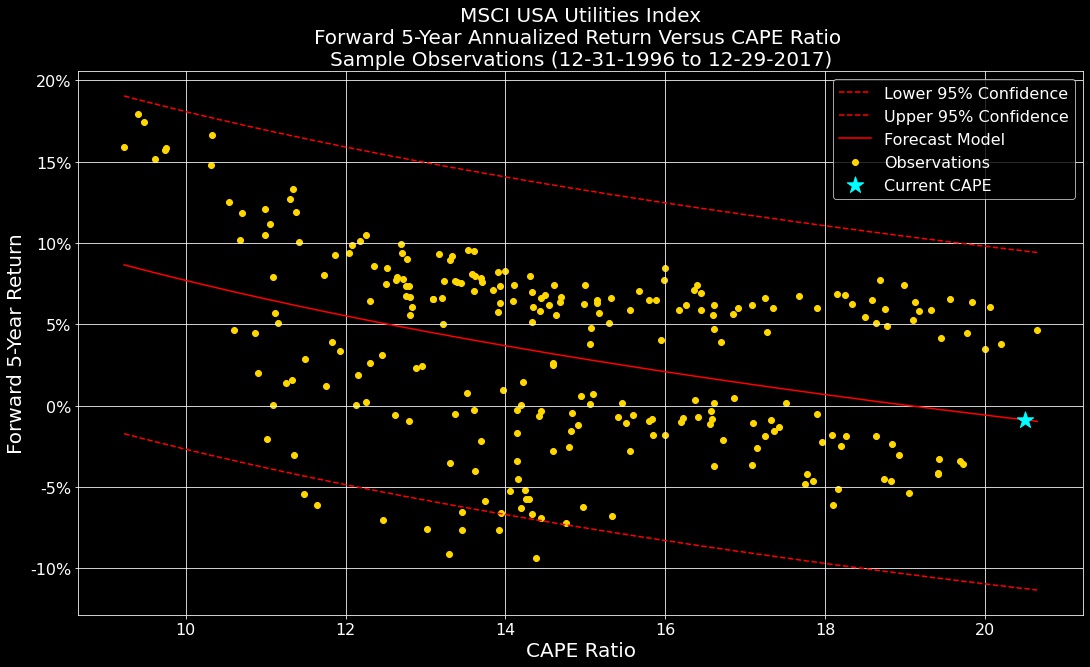 MSCI USA Utilities Index
Forward 5-Year Annualized Return Versus CAPE Ratio
Sample Observations (12-31-1996 to 12-29-2017)
Lower 95% Confidence
Upper 95% Confidence
Forecast Model
Observations
Current CAPE
Forward 5-Year Return
20%
15%
10%
5%
0%
-5%
-10%
10
12
14
16
18
20
CAPE Ratio